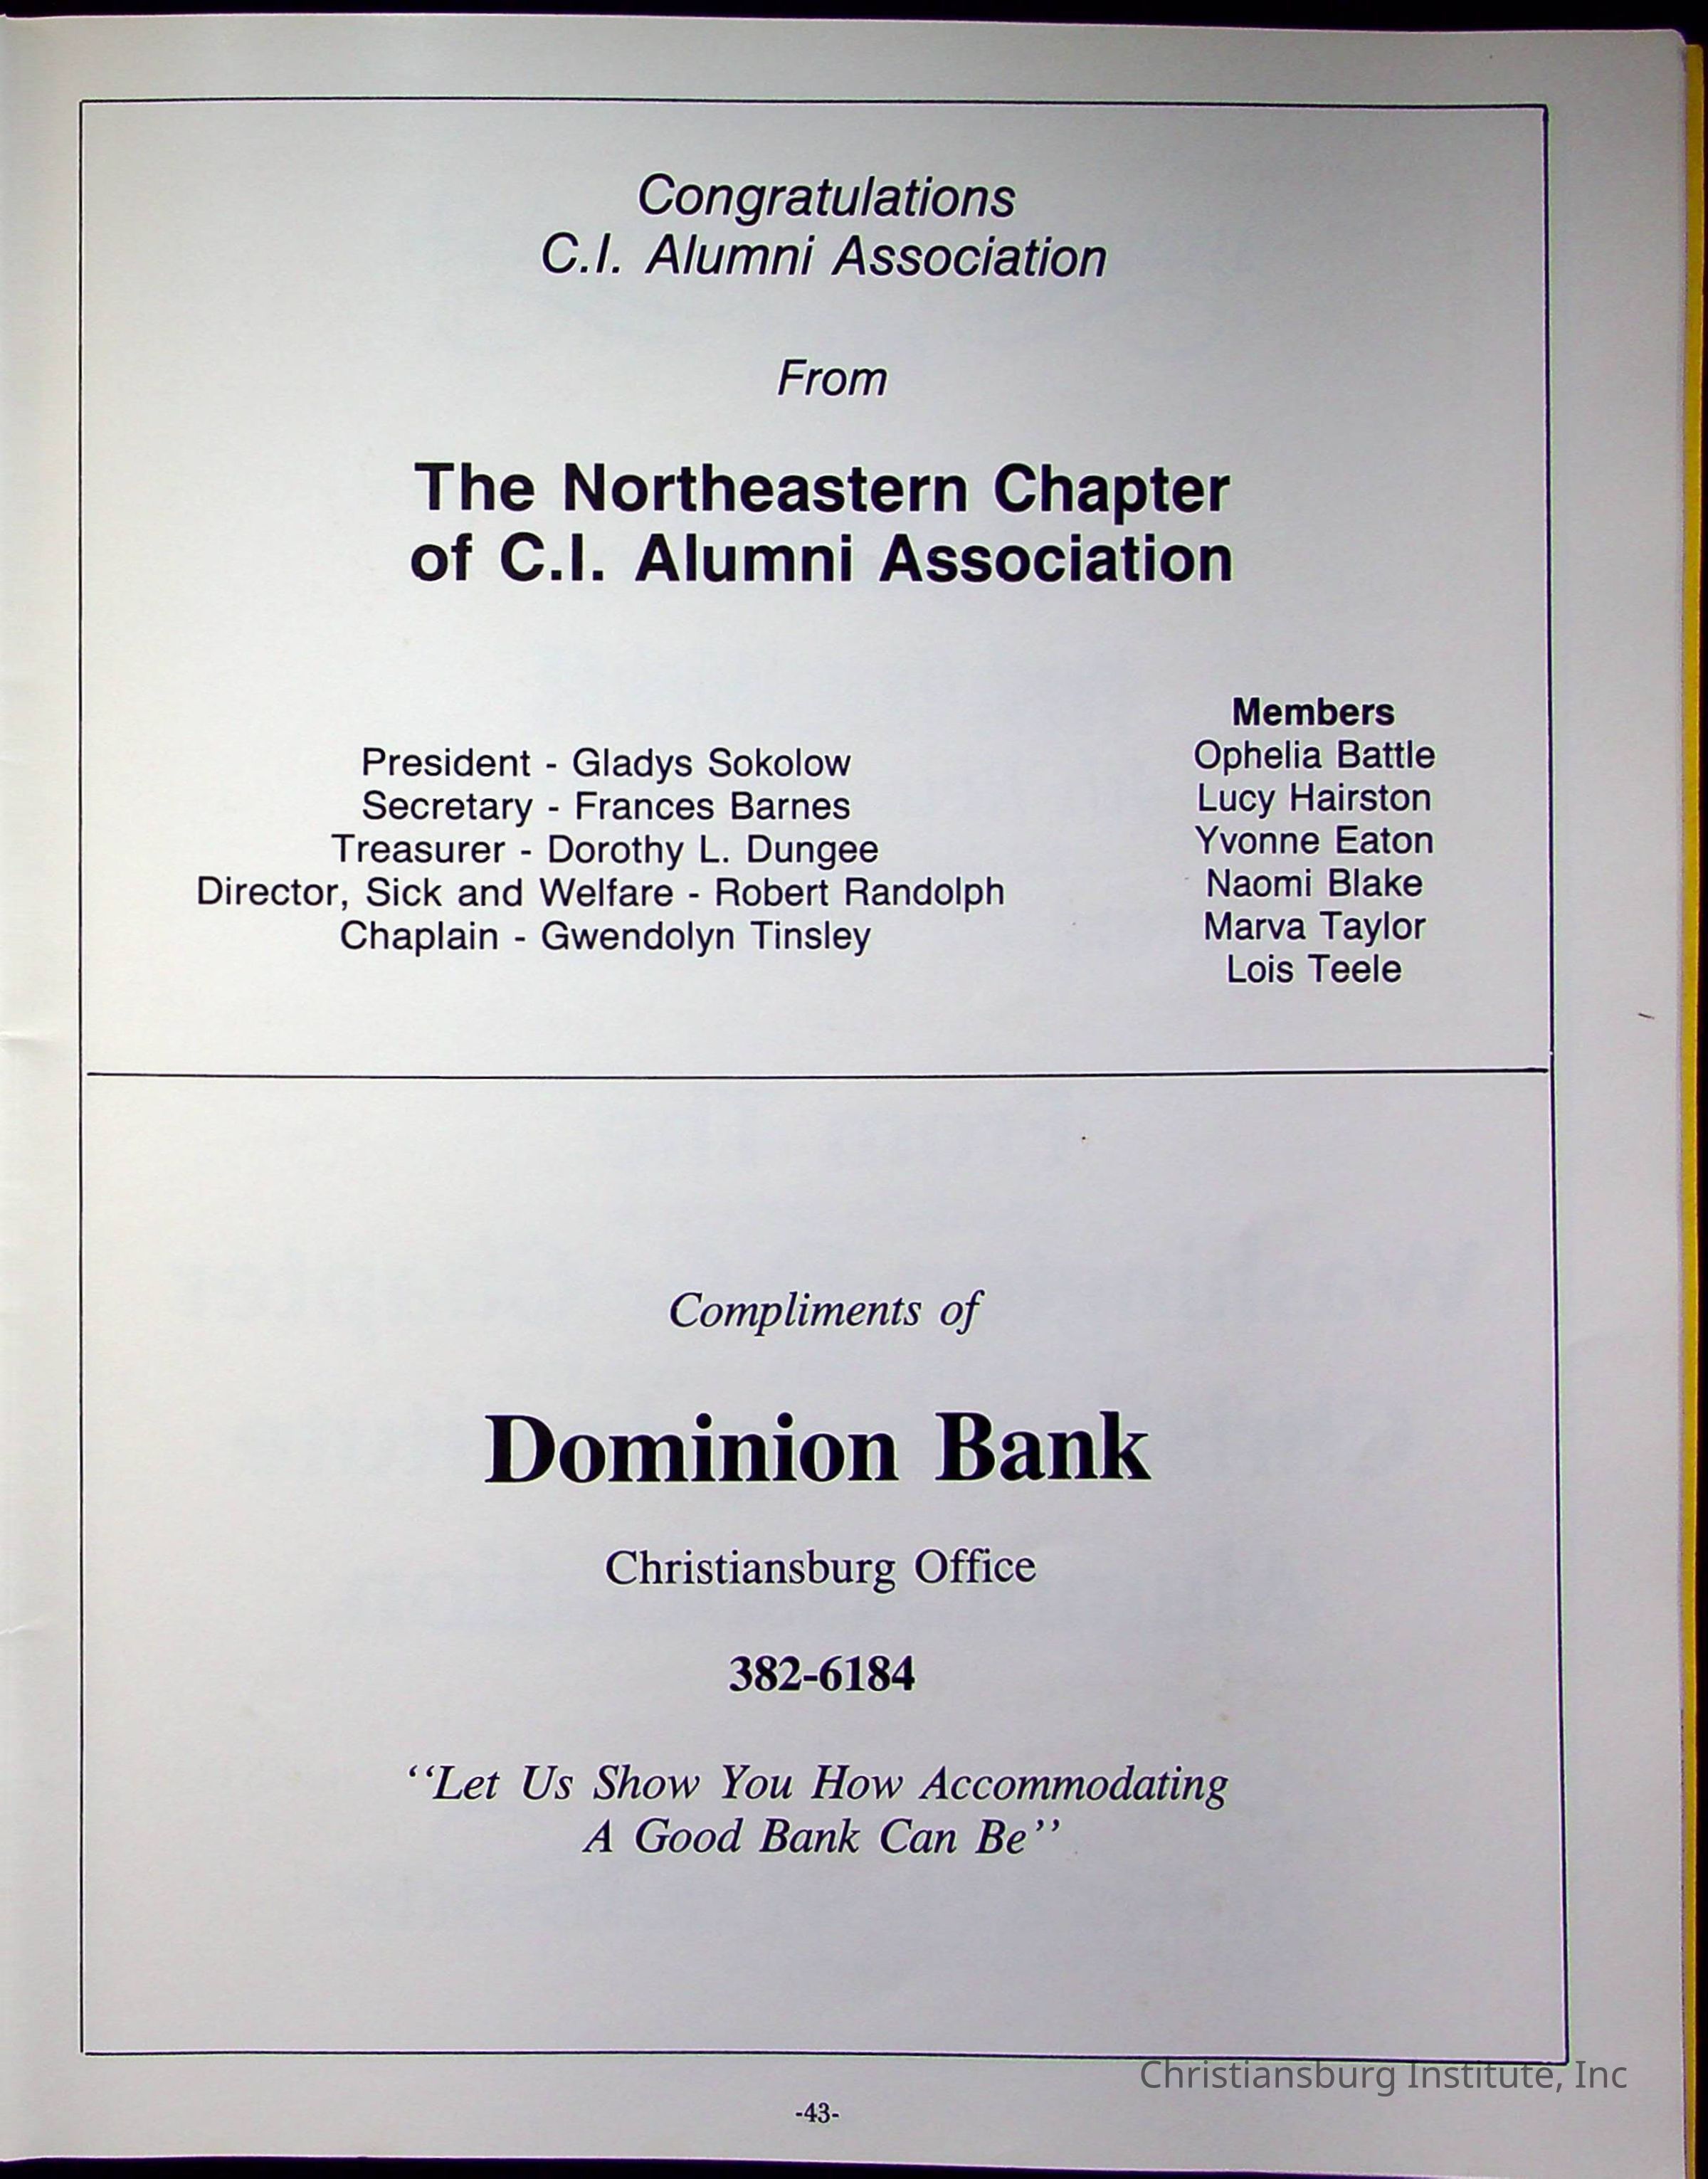 Congratulations
C.I. Alumni Association
From
The Northeastern Chapter
of C.I. Alumni Association
President - Gladys Sokolow
Secretary - Frances Barnes
Treasurer - Dorothy L. Dungee
Director, Sick and Welfare - Robert Randolph
Chaplain - Gwendolyn Tinsley
Members
Ophelia Battle
Lucy Hairston
Yvonne Eaton
Naomi Blake
Marva Taylor
Lois Teele
Compliments of
Dominion Bank
Christiansburg Office
382-6184
‘‘Let Us Show You How Accommodating
A Good Bank Can Be’’
Christiansburg Institute, Inc
-43-